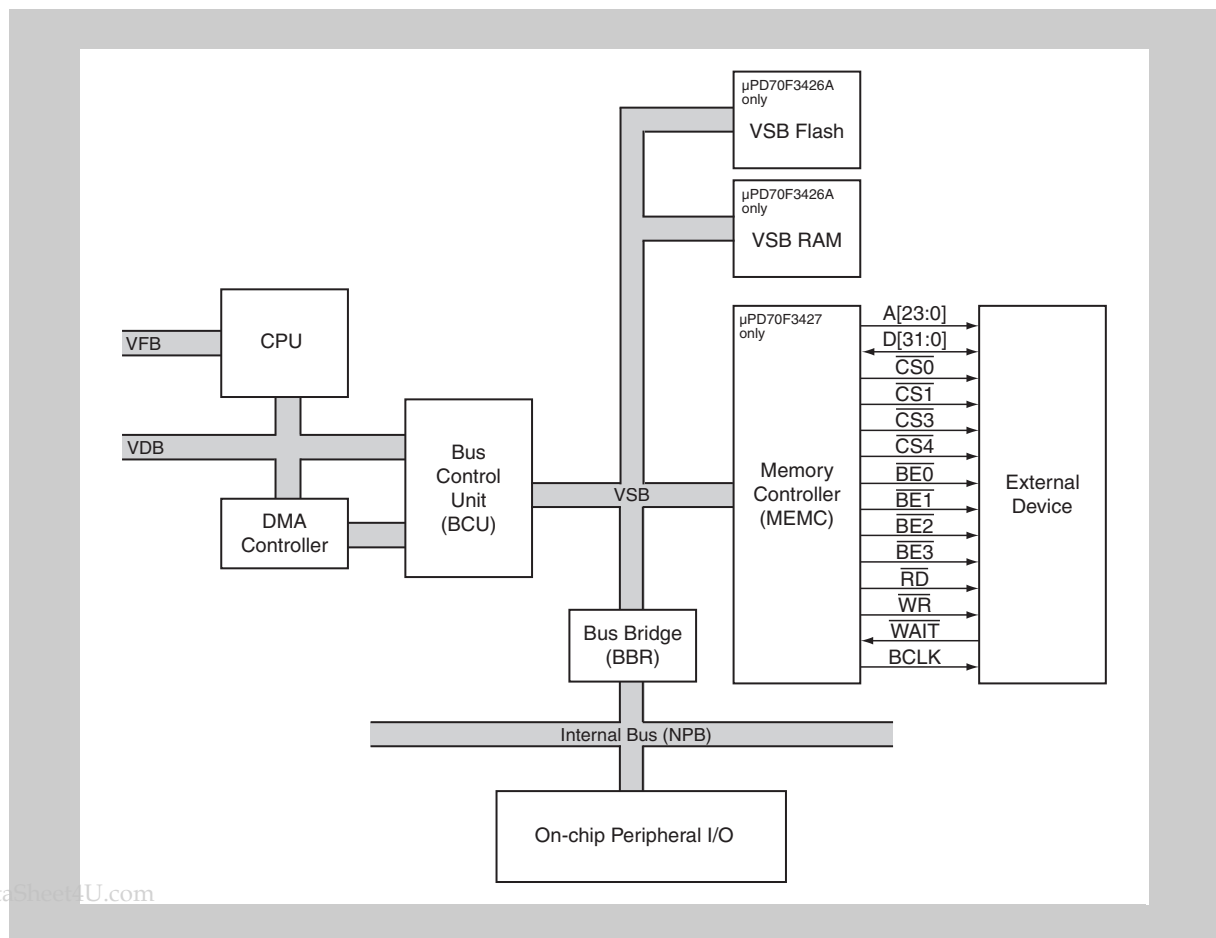 µPD70F3426A
only
VSB Flash
µPD70F3426A
only
VSB RAM
VFB
CPU
VDB
DMA
Controller
Bus
Control
Unit
(BCU)
VSB
µPD70F3427
only
Memory
Controller
(MEMC)
A[23:0]
D[31:0]
CS0
CS1
CS3
CS4
BE0
BE1
BE2
BE3
RD
WR
WAIT
BCLK
External
Device
Bus Bridge
(BBR)
Internal Bus (NPB)
On-chip Peripheral I/O
aSheet4U.com